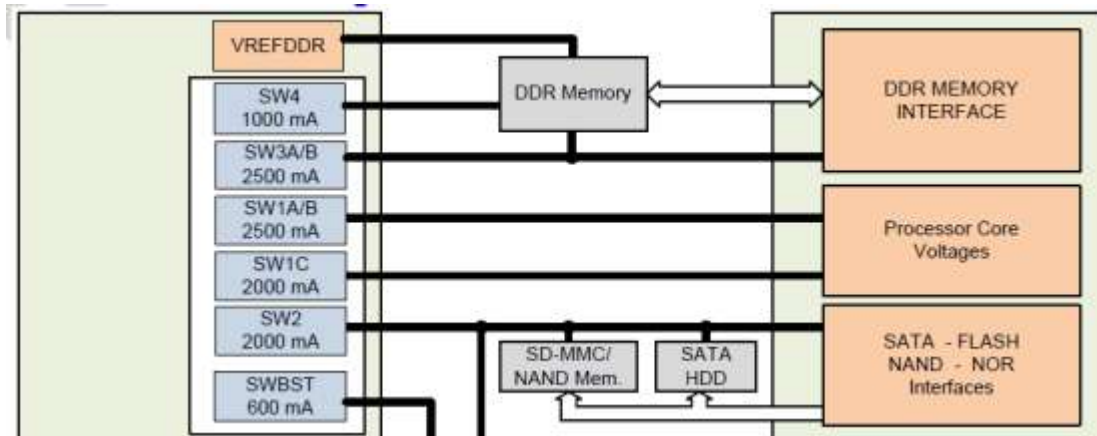 VREFDDR
SW4
1000 mA
SW3A/B
2500 mA
SW1A/B
2500 mA
SW1C
2000 mA
SW2
2000 mA
SWBST
600 mA
DDR Memory
SD-MMC/
NAND Mem.
SATA
HDD
DDR MEMORY
INTERFACE
Processor Core
Voltages
SATA - FLASH
NAND - NOR
Interfaces